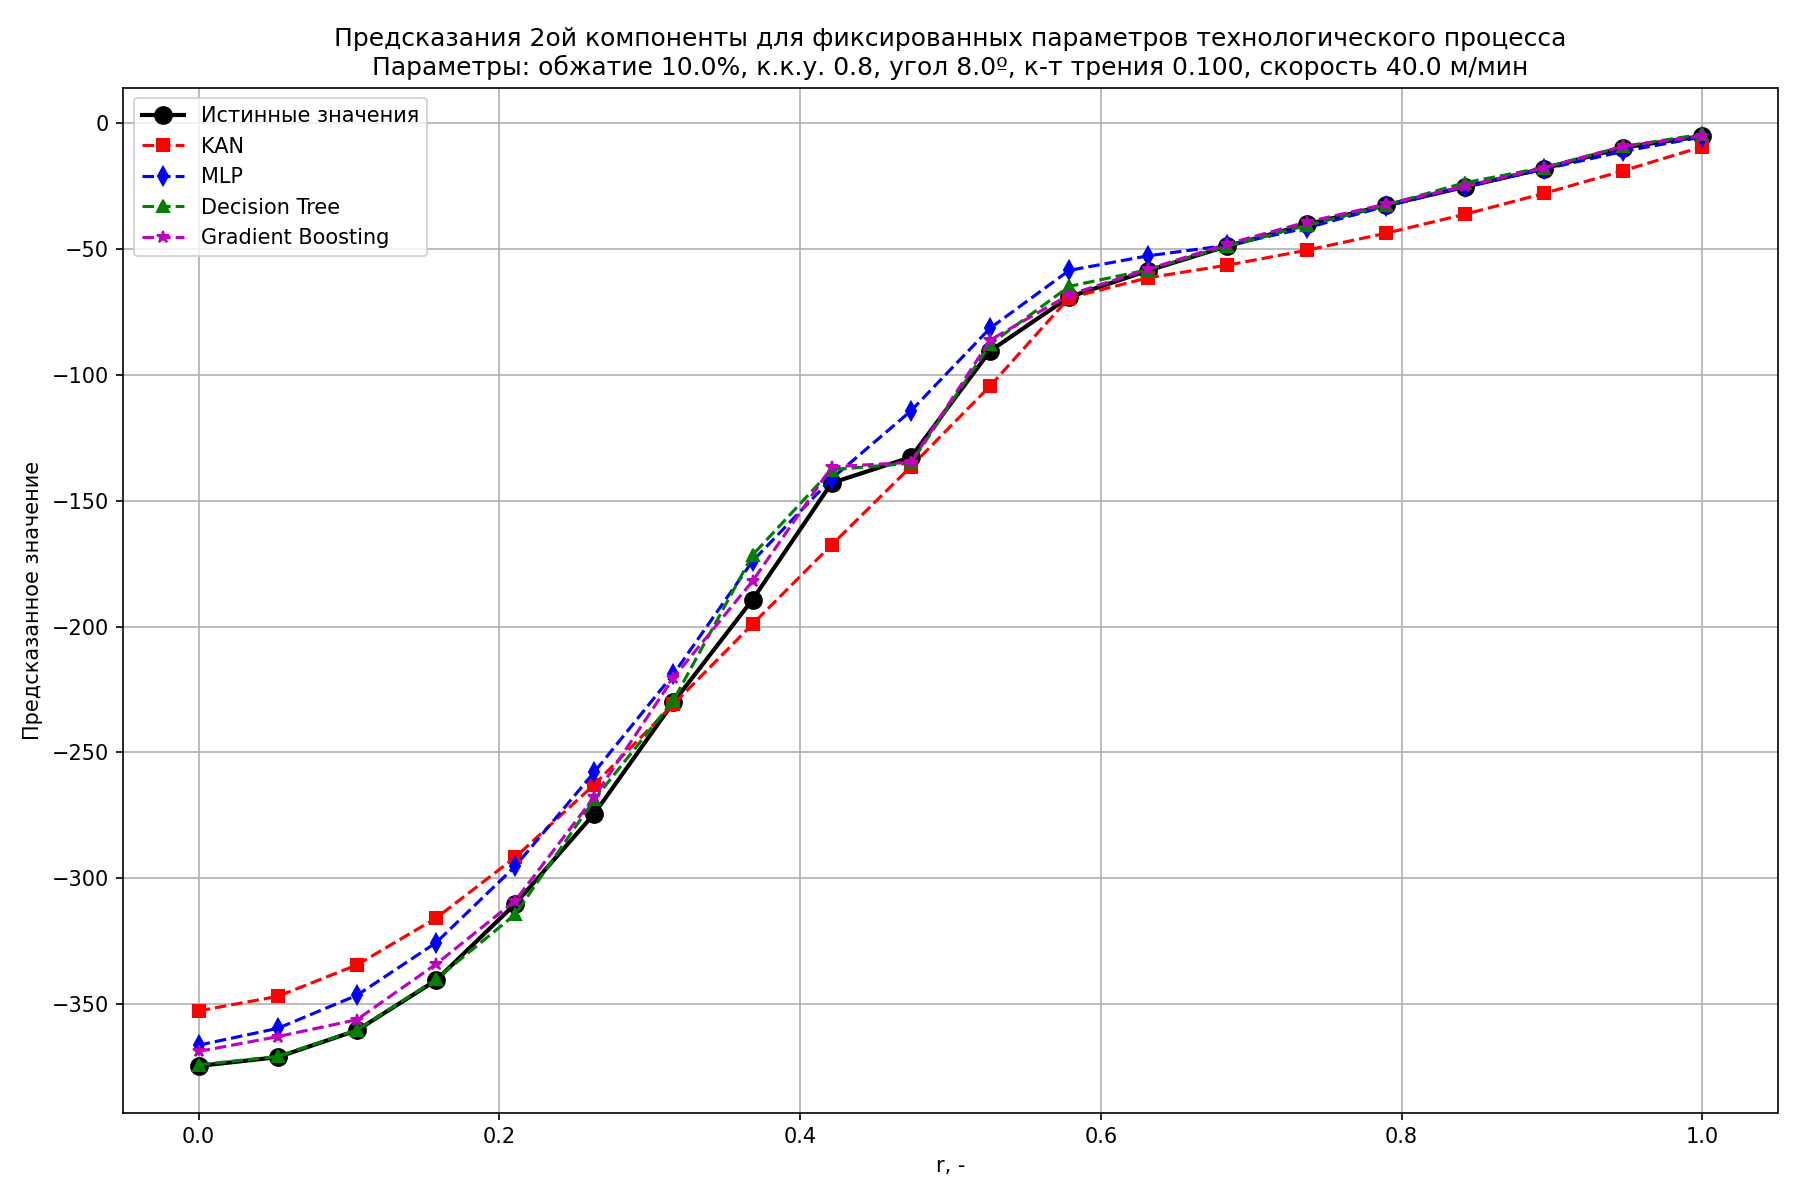 Предсказания 2ой компоненты для фиксированных параметров технологического процесса
Параметры: обжатие 10.0%, к.к.у. 0.8, угол 8.0º, к-т трения 0.100, скорость 40.0 м/мин
Истинные значения
KAN
MLP
Decision Tree
Gradient Boosting
Предсказанное значение
0
−50
−100
−150
−200
−250
−300
−350
0.0
0.2
0.4
0.6
0.8
1.0
r, -